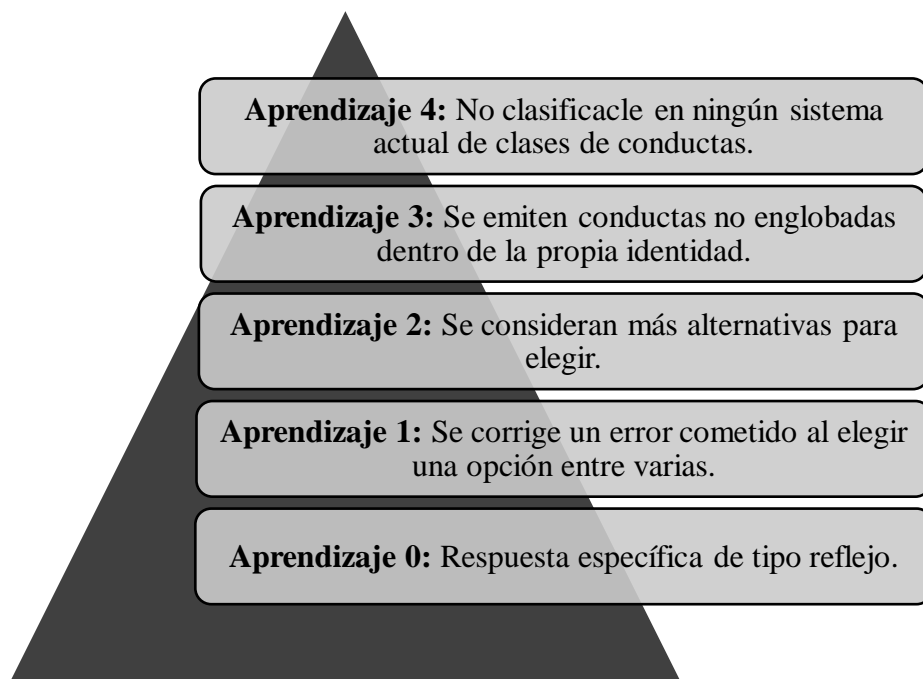 Aprendizaje 4: No clasificacle en ningún sistema
actual de clases de conductas.
Aprendizaje 3: Se emiten conductas no englobadas
dentro de la propia identidad.
Aprendizaje 2: Se consideran más alternativas para
elegir.
Aprendizaje 1: Se corrige un error cometido al elegir
una opción entre varias.
Aprendizaje 0: Respuesta específica de tipo reflejo.